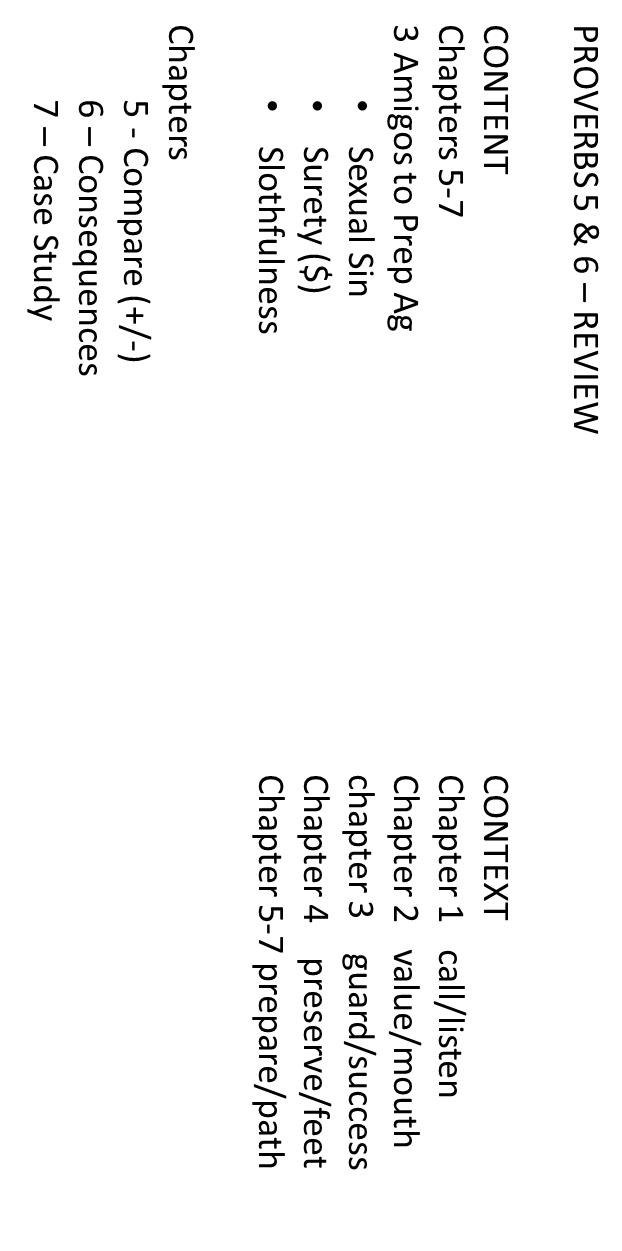 PROVERBS 5 & 6 – REVIEW
CONTENT
Chapters 5-7
3 Amigos to Prep Ag
• Sexual Sin
• Surety ($)
• Slothfulness
Chapters
5 - Compare (+/-)
6 – Consequences
7 – Case Study
CONTEXT
Chapter 1 call/listen
Chapter 2 value/mouth
chapter 3 guard/success
Chapter 4 preserve/feet
Chapter 5-7 prepare/path